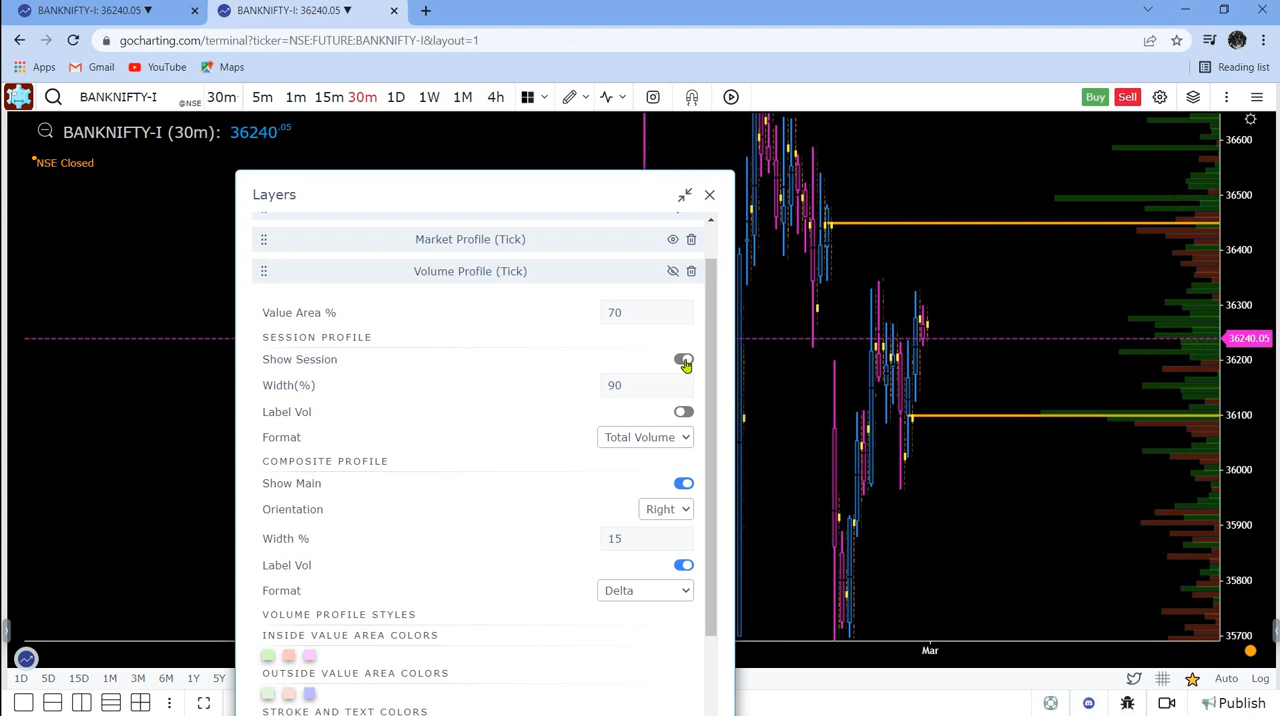 BANKNIFTY-I: 36240.05 ▼
BANKNIFTY-I: 36240.05 ▼
gocharting.com/terminal?ticker=NSE:FUTURE:BANKNIFTY-I&layout=1
Apps Gmail YouTube Maps Reading list
BANKNIFTY-I @NSE 30m 5m 1m 15m 30m 1D 1W 1M 4h Buy Sell
BANKNIFTY-I (30m): 36240.05
NSE Closed
Layers
Market Profile (Tick)
Volume Profile (Tick)
Value Area % 70
SESSION PROFILE
Show Session
Width(%) 90
Label Vol
Format Total Volume
COMPOSITE PROFILE
Show Main
Orientation Right
Width % 15
Label Vol
Format Delta
VOLUME PROFILE STYLES
INSIDE VALUE AREA COLORS
OUTSIDE VALUE AREA COLORS
STROKE AND TEXT COLORS
36600
36500
36400
36300
36240.05
36200
36100
36000
35900
35800
35700
Mar
1D 5D 15D 1M 3M 6M 1Y 5Y Auto Log
Publish